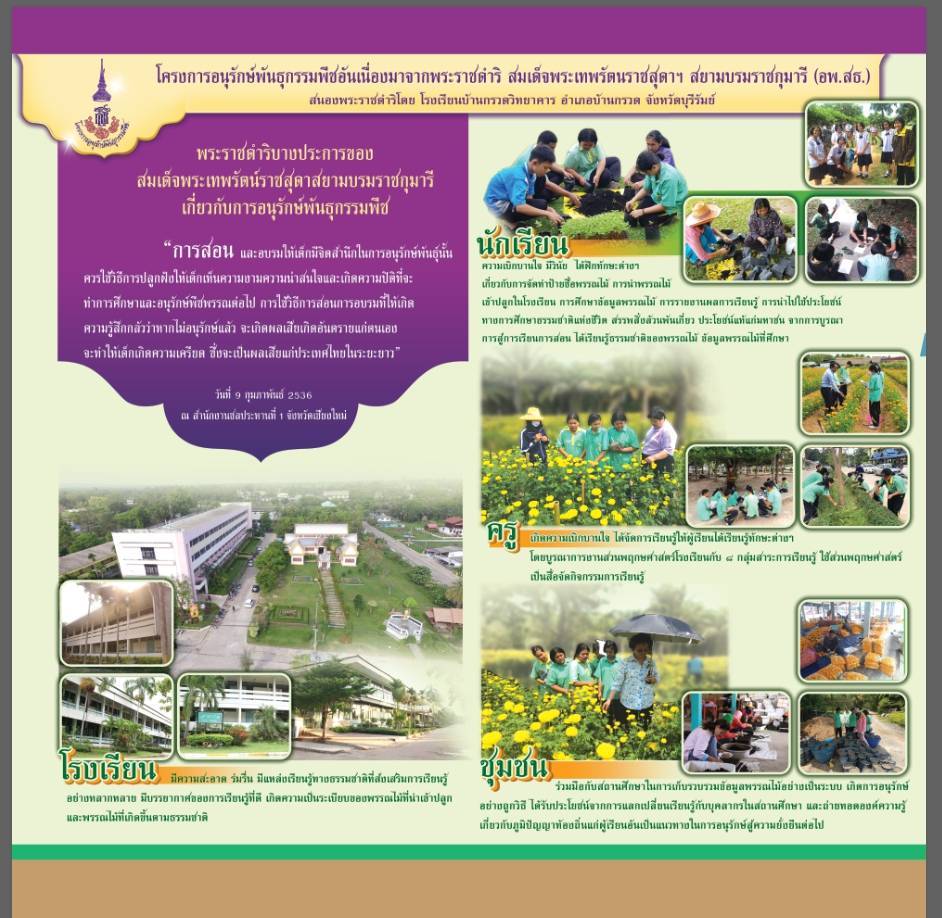 โครงการอนุรักษ์พันธุกรรมพืชอันเนื่องมาจากพระราชดำริ สมเด็จพระเทพรัตนราชสุดาฯ สยามบรมราชกุมารี (อพ.สธ.)
สนองพระราชดำริโดย โรงเรียนบ้านกรวดวิทยาคาร อำเภอบ้านกรวด จังหวัดบุรีรัมย์
พระราชดำริบางประการของ
สมเด็จพระเทพรัตน์ราชสุดาสยามบรมราชกุมารี
เกี่ยวกับการอนุรักษ์พันธุกรรมพืช
“การสอน และอบรมให้เด็กมีจิตสำนึกในการอนุรักษ์พันธุ์นั้น
ควรใช้วิธีการปลูกฝังให้เด็กเห็นความงามความน่าสนใจและเกิดความปิติที่จะ
ทำการศึกษาและอนุรักษ์พืชพรรณต่อไป การใช้วิธีการสอนการอบรมที่ให้เกิด
ความรู้สึกกลัวว่าหากไม่อนุรักษ์แล้ว จะเกิดผลเสียเกิดอันตรายแก่ตนเอง
จะทำให้เด็กเกิดความเครียด ซึ่งจะเป็นผลเสียแก่ประเทศไทยในระยะยาว”
วันที่ 9 กุมภาพันธ์ 2536
ณ สำนักงานชลประทานที่ 1 จังหวัดเชียงใหม่
โรงเรียน มีความสะอาด ร่มรื่น มีแหล่งเรียนรู้ทางธรรมชาติที่ส่งเสริมการเรียนรู้
อย่างหลากหลาย มีบรรยากาศของการเรียนรู้ที่ดี เกิดความเป็นระเบียบของพรรณไม้ที่นำเข้าปลูก
และพรรณไม้ที่เกิดขึ้นตามธรรมชาติ
นักเรียน
ความเบิกบานใจ มีวินัย ได้ฝึกทักษะต่างๆ
เกี่ยวกับการจัดทำป้ายชื่อพรรณไม้ การนำพรรณไม้
เข้าปลูกในโรงเรียน การศึกษาข้อมูลพรรณไม้ การรายงานผลการเรียนรู้ การนำไปใช้ประโยชน์
ทางการศึกษาธรรมชาติแห่งชีวิต สรรพสิ่งล้วนพันเกี่ยว ประโยชน์แท้แก่มหาชน จากการบูรณา
การสู่การเรียนการสอน ได้เรียนรู้ธรรมชาติของพรรณไม้ ข้อมูลพรรณไม้ที่ศึกษา
ครู เกิดความเบิกบานใจ ได้จัดการเรียนรู้ให้ผู้เรียนได้เรียนรู้ทักษะต่างๆ
โดยบูรณาการงานสวนพฤกษศาสตร์โรงเรียนกับ ๘ กลุ่มสาระการเรียนรู้ ใช้สวนพฤกษศาสตร์
เป็นสื่อจัดกิจกรรมการเรียนรู้
ชุมชน
ร่วมมือกับสถานศึกษาในการเก็บรวบรวมข้อมูลพรรณไม้อย่างเป็นระบบ เกิดการอนุรักษ์
อย่างถูกวิธี ได้รับประโยชน์จากการแลกเปลี่ยนเรียนรู้กับบุคลากรในสถานศึกษา และถ่ายทอดองค์ความรู้
เกี่ยวกับภูมิปัญญาท้องถิ่นแก่ผู้เรียนอันเป็นแนวทางในการอนุรักษ์สู่ความยั่งยืนต่อไป